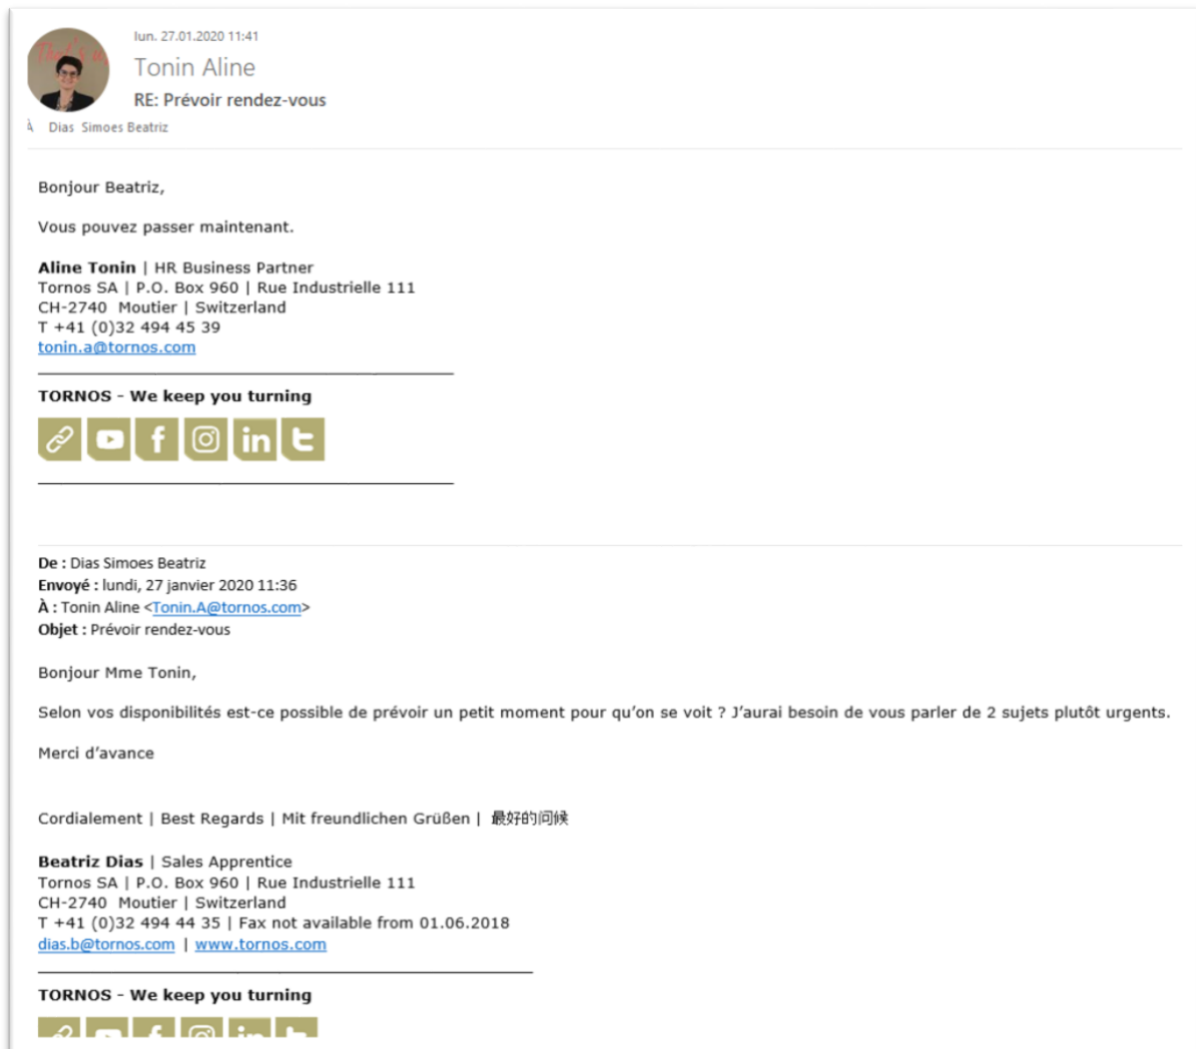 lun. 27.01.2020 11:41
Tonin Aline
RE: Prévoir rendez-vous
À Dias Simoes Beatriz
Bonjour Beatriz,
Vous pouvez passer maintenant.
Aline Tonin | HR Business Partner
Tornos SA | P.O. Box 960 | Rue Industrielle 111
CH-2740 Moutier | Switzerland
T +41 (0)32 494 45 39
tonin.a@tornos.com
TORNOS - We keep you turning
De : Dias Simoes Beatriz
Envoyé : lundi, 27 janvier 2020 11:36
À : Tonin Aline <Tonin.A@tornos.com>
Objet : Prévoir rendez-vous
Bonjour Mme Tonin,
Selon vos disponibilités est-ce possible de prévoir un petit moment pour qu’on se voit ? J’aurai besoin de vous parler de 2 sujets plutôt urgents.
Merci d’avance
Cordialement | Best Regards | Mit freundlichen Grüßen | 最好的问候
Beatriz Dias | Sales Apprentice
Tornos SA | P.O. Box 960 | Rue Industrielle 111
CH-2740 Moutier | Switzerland
T +41 (0)32 494 44 35 | Fax not available from 01.06.2018
dias.b@tornos.com | www.tornos.com
TORNOS - We keep you turning